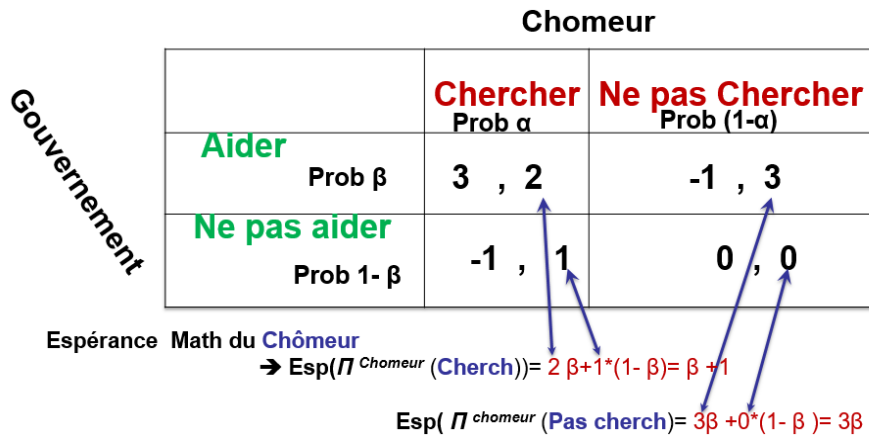 Chomeur
Gouvernement
Chercher
Prob α
Ne pas Chercher
Prob (1-α)
Aider
Prob β
3 , 2
-1 , 3
Ne pas aider
Prob 1- β
-1 , 1
0 , 0
Espérance Math du Chômeur
➔ Esp(Π Chomeur (Cherch))= 2 β+1*(1- β)= β +1
Esp( Π chomeur (Pas cherch)= 3β +0*(1- β )= 3β